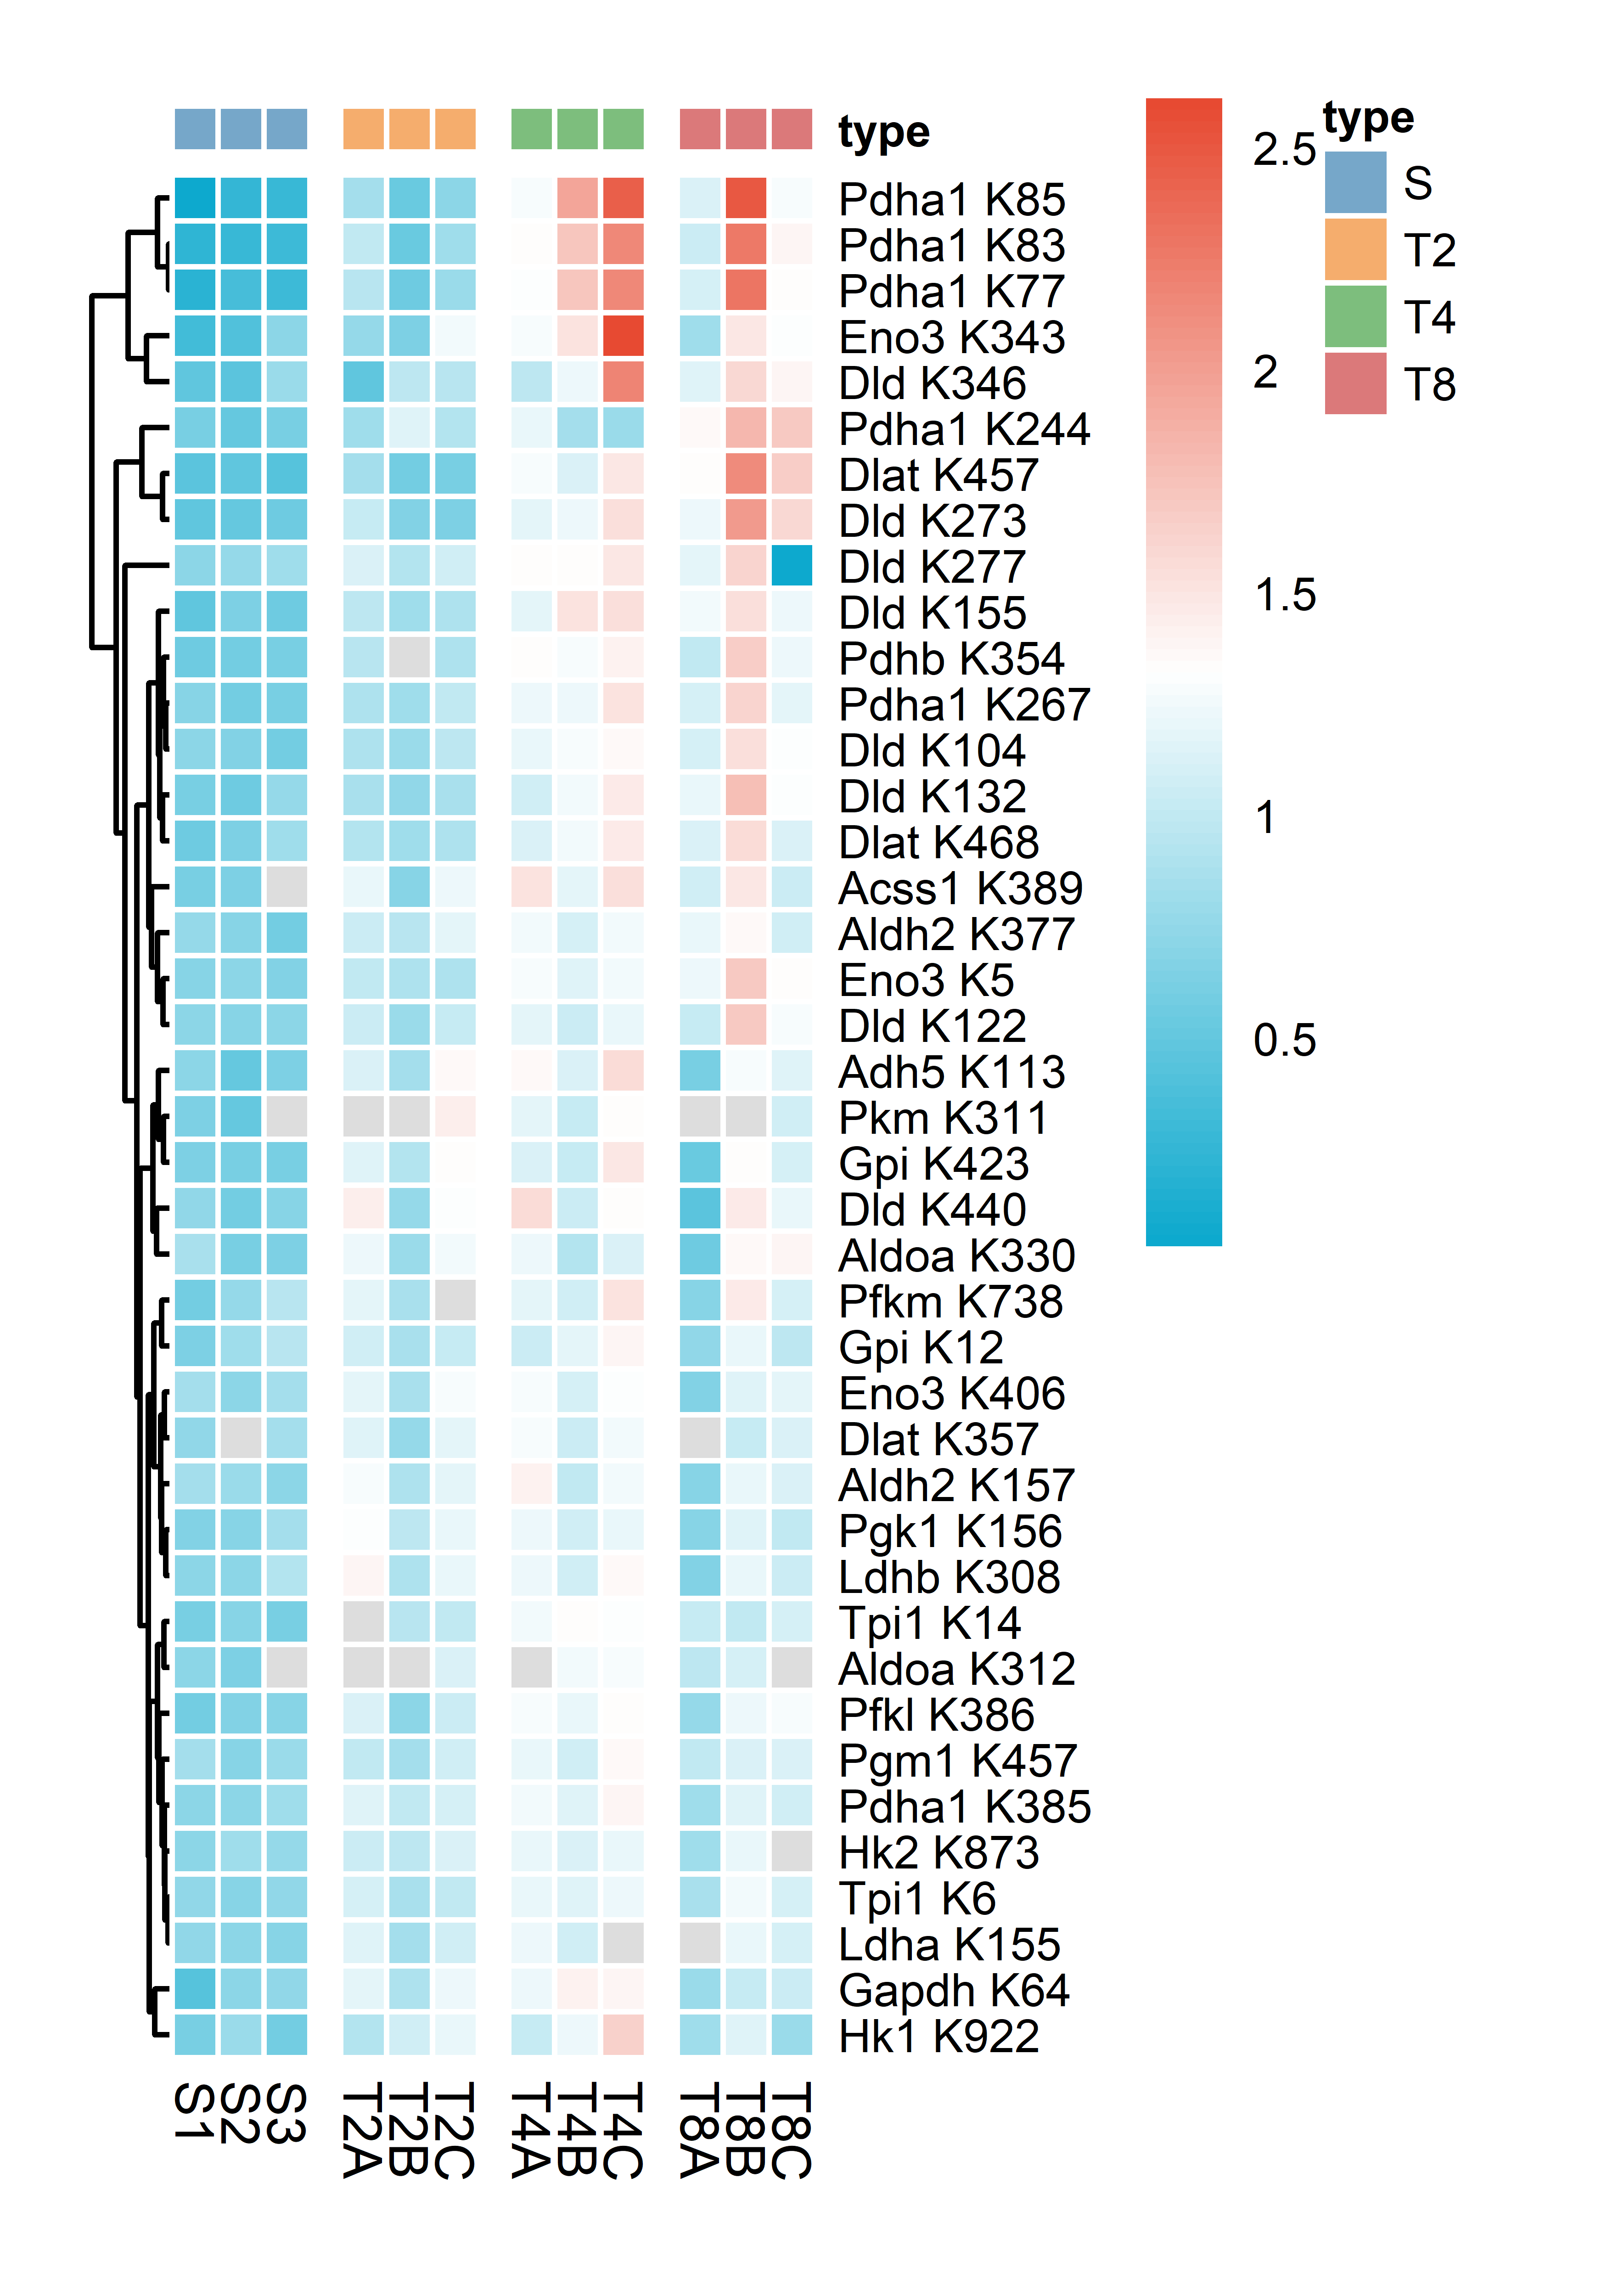 type
Pdha1 K85
Pdha1 K83
Pdha1 K77
Eno3 K343
Dld K346
Pdha1 K244
Dlat K457
Dld K273
Dld K277
Dld K155
Pdhb K354
Pdha1 K267
Dld K104
Dld K132
Dlat K468
Acss1 K389
Aldh2 K377
Eno3 K5
Dld K122
Adh5 K113
Pkm K311
Gpi K423
Dld K440
Aldoa K330
Pfkm K738
Gpi K12
Eno3 K406
Dlat K357
Aldh2 K157
Pgk1 K156
Ldhb K308
Tpi1 K14
Aldoa K312
Pfkl K386
Pgm1 K457
Pdha1 K385
Hk2 K873
Tpi1 K6
Ldha K155
Gapdh K64
Hk1 K922
S1
S2
S3
T2A
T2B
T2C
T4A
T4B
T4C
T8A
T8B
T8C
2.5
2
1.5
1
0.5
type
S
T2
T4
T8